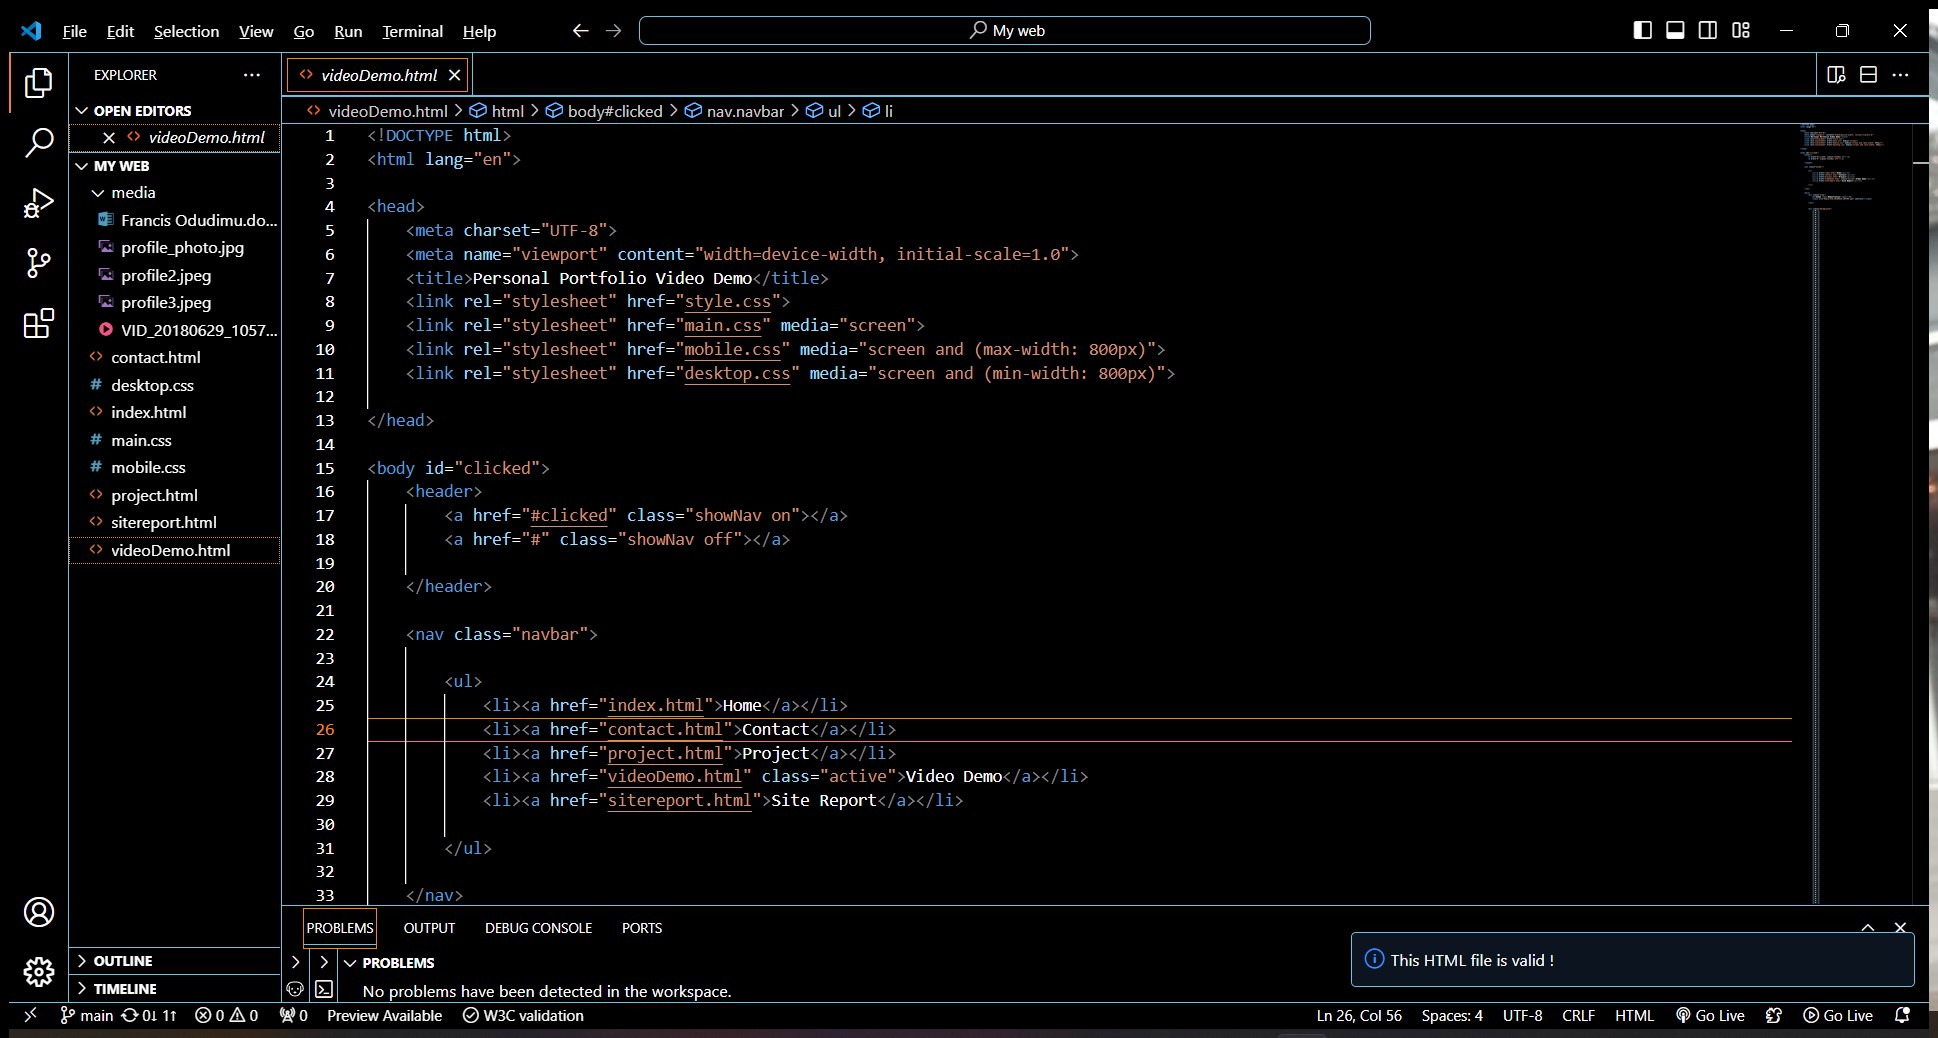 File Edit Selection View Go Run Terminal Help
My web
EXPLORER
videoDemo.html
OPEN EDITORS
videoDemo.html
MY WEB
media
Francis Odudimu.do...
profile_photo.jpg
profile2.jpeg
profile3.jpeg
VID_20180629_1057...
contact.html
desktop.css
index.html
main.css
mobile.css
project.html
sitereport.html
videoDemo.html
OUTLINE
TIMELINE
videoDemo.html > html > body#clicked > nav.navbar > ul > li
1 <!DOCTYPE html>
2 <html lang="en">
3
4 <head>
5 <meta charset="UTF-8">
6 <meta name="viewport" content="width=device-width, initial-scale=1.0">
7 <title>Personal Portfolio Video Demo</title>
8 <link rel="stylesheet" href="style.css">
9 <link rel="stylesheet" href="main.css" media="screen">
10 <link rel="stylesheet" href="mobile.css" media="screen and (max-width: 800px)">
11 <link rel="stylesheet" href="desktop.css" media="screen and (min-width: 800px)">
12
13 </head>
14
15 <body id="clicked">
16 <header>
17 <a href="#clicked" class="showNav on"></a>
18 <a href="#" class="showNav off"></a>
19
20 </header>
21
22 <nav class="navbar">
23
24 <ul>
25 <li><a href="index.html">Home</a></li>
26 <li><a href="contact.html">Contact</a></li>
27 <li><a href="project.html">Project</a></li>
28 <li><a href="videoDemo.html" class="active">Video Demo</a></li>
29 <li><a href="sitereport.html">Site Report</a></li>
30
31 </ul>
32
33 </nav>
PROBLEMS OUTPUT DEBUG CONSOLE PORTS
PROBLEMS
No problems have been detected in the workspace.
This HTML file is valid !
main 0↓ 1↑ 0 0 0 Preview Available W3C validation Ln 26, Col 56 Spaces: 4 UTF-8 CRLF HTML Go Live Go Live